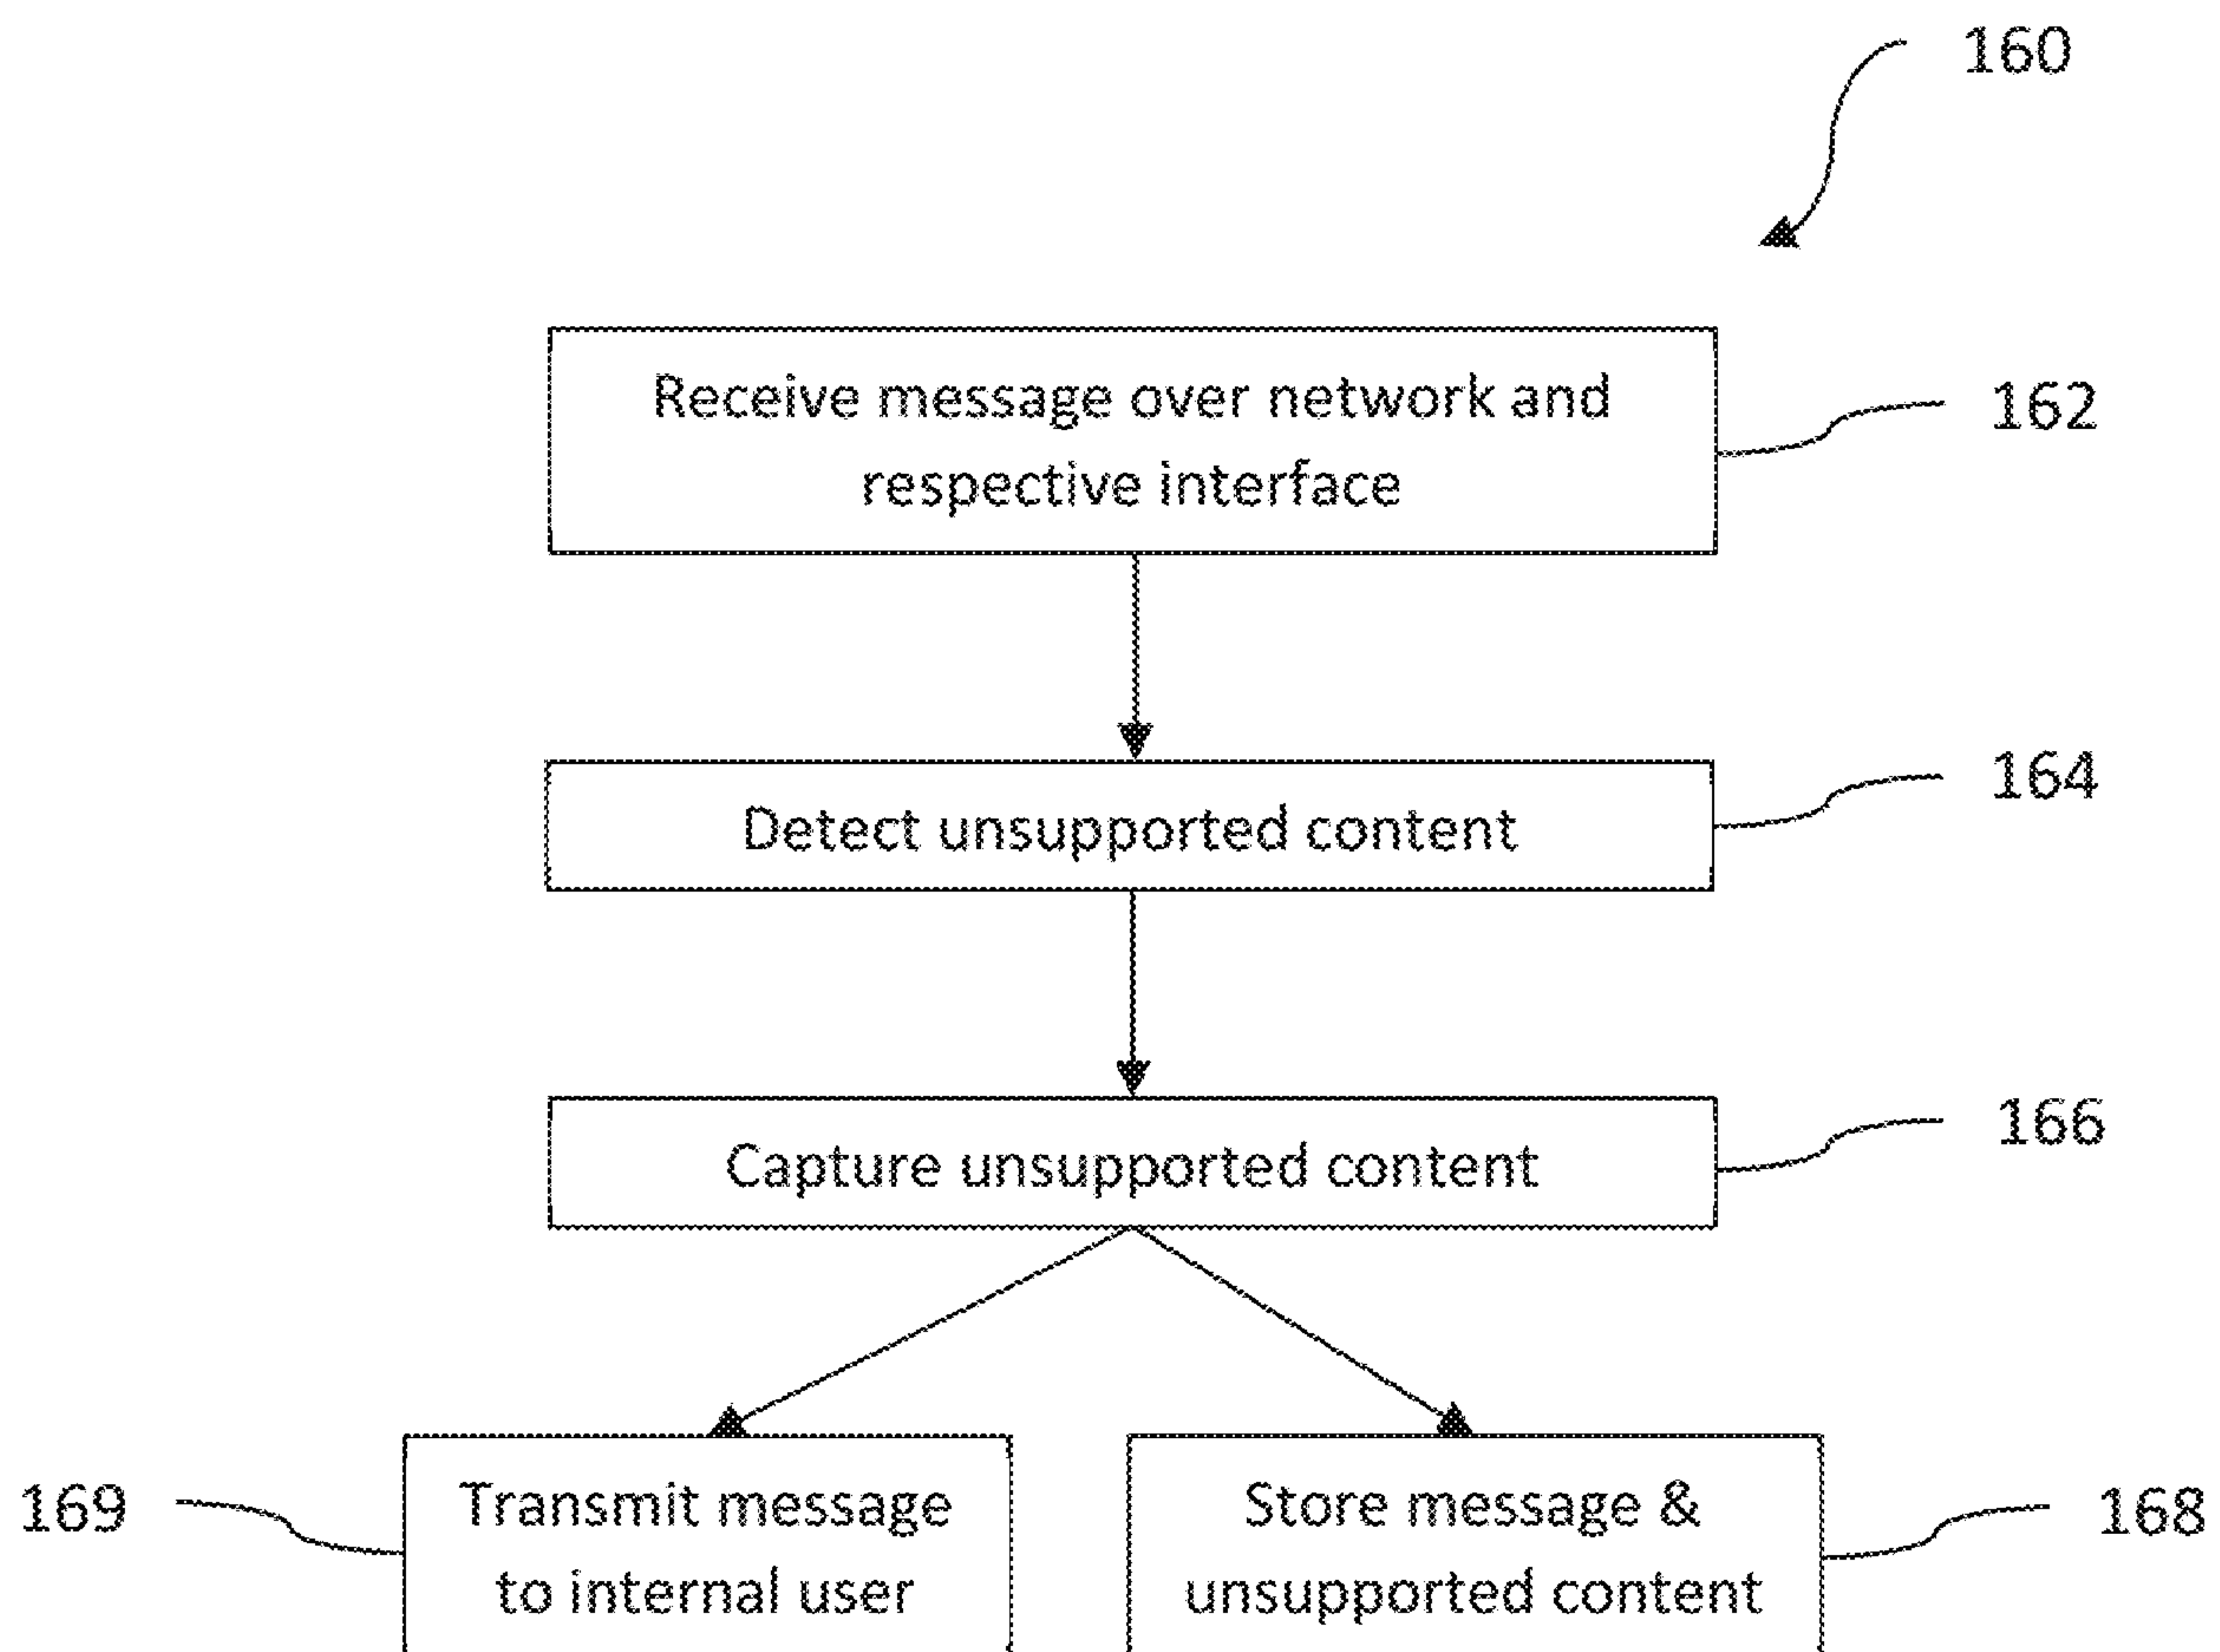 160
Receive message over network and
respective interface
162
Detect unsupported content
164
Capture unsupported content
166
169
Transmit message
to internal user
Store message &
unsupported content
168